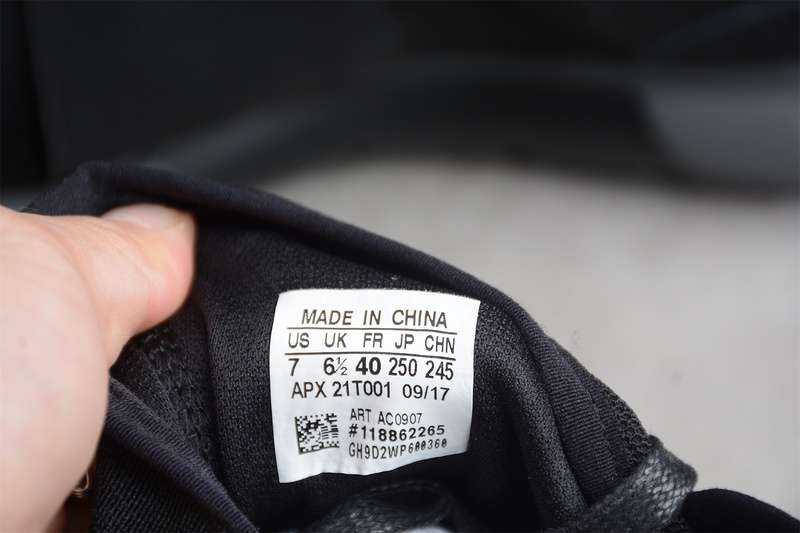 MADE IN CHINA
US UK FR JP CHN
7 6½ 40 250 245
APX 21T001 09/17
ART AC0907
#118862265
GH9D2WP600360